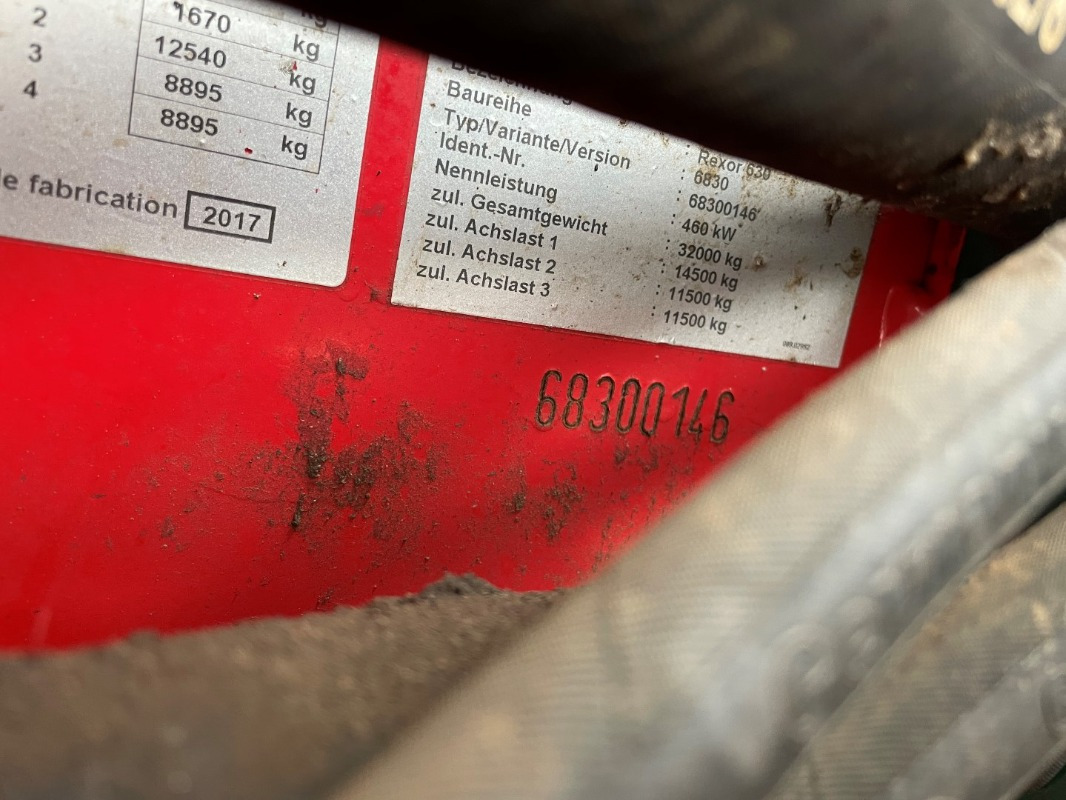 2 1670 kg
3 12540 kg
4 8895 kg
8895 kg
fabrication 2017
Baureihe : Rexor 630
Typ/Variante/Version : 6830
Ident.-Nr. : 68300146
Nennleistung : 460 kW
zul. Gesamtgewicht : 32000 kg
zul. Achslast 1 : 14500 kg
zul. Achslast 2 : 11500 kg
zul. Achslast 3 : 11500 kg
68300146